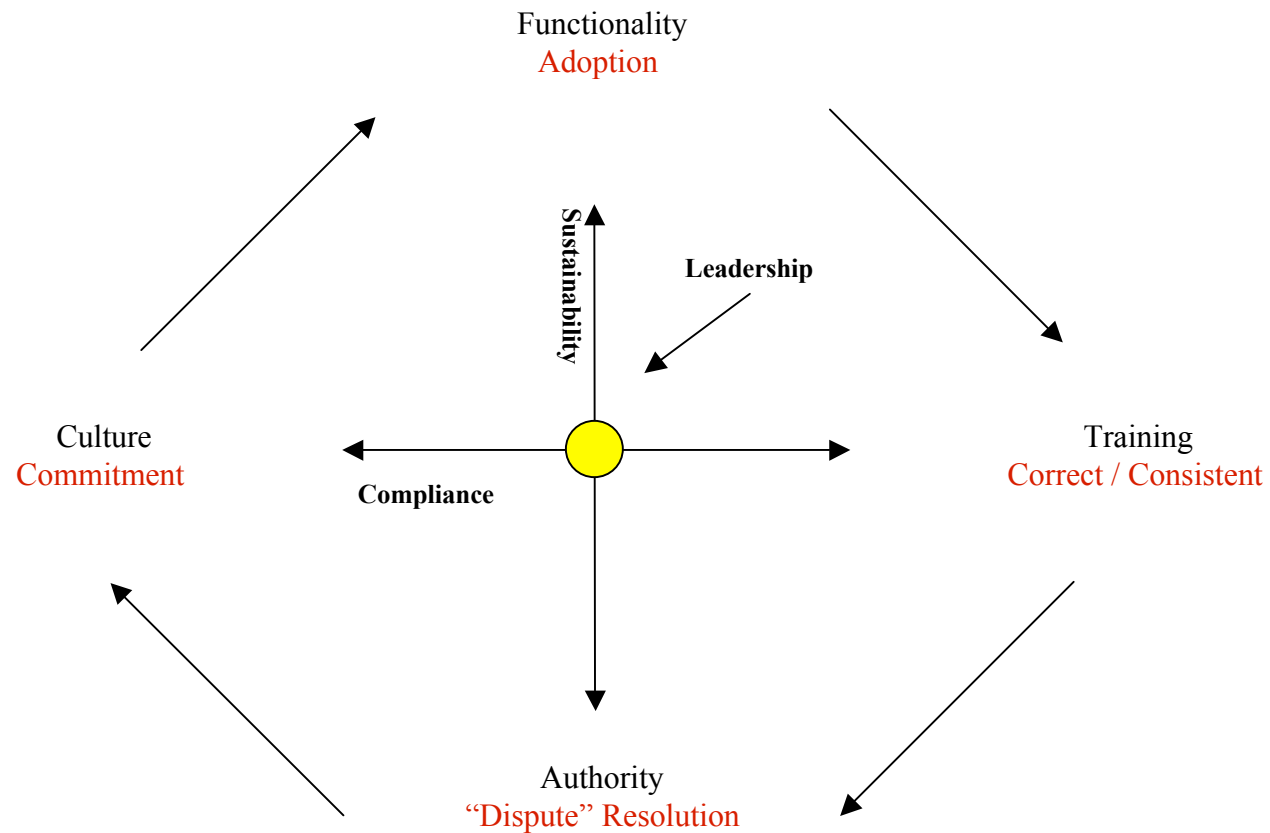 Functionality
Adoption
Sustainability
Leadership
Culture
Commitment
Training
Correct / Consistent
Compliance
Authority
“Dispute” Resolution